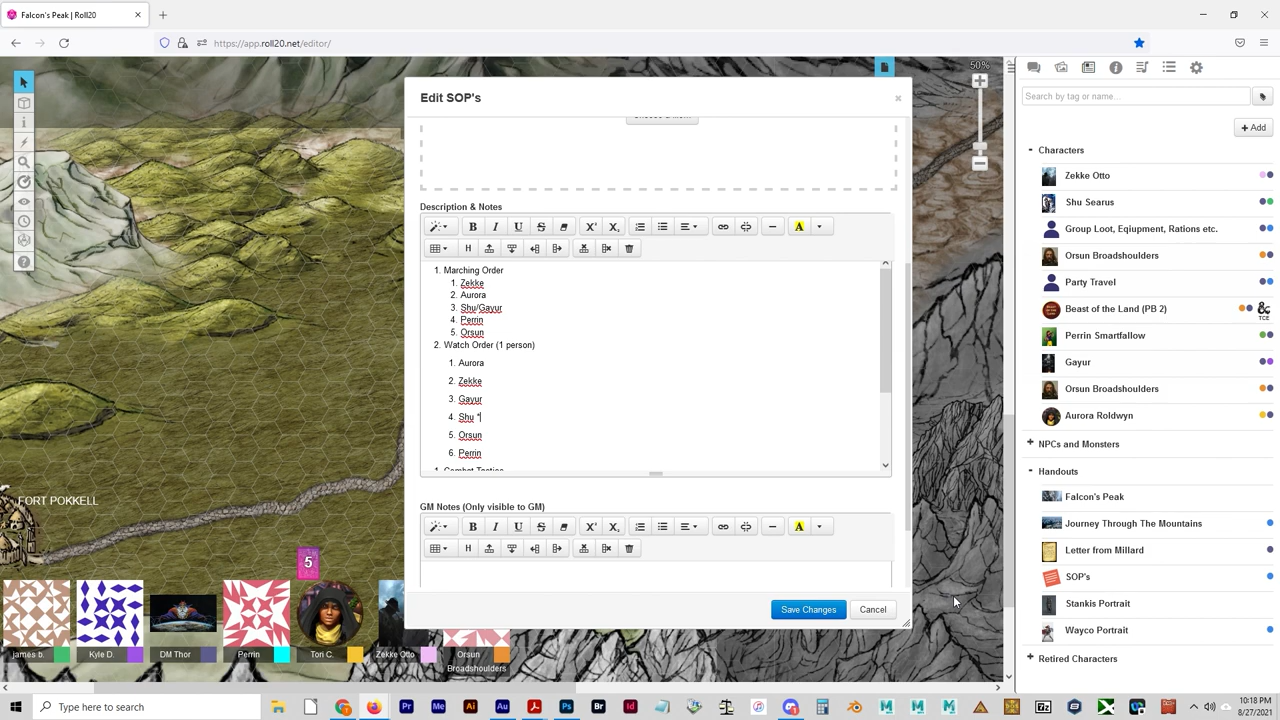 Falcon's Peak | Roll20
https://app.roll20.net/editor/
50%
Edit SOP's
Description & Notes
1. Marching Order
1. Zekke
2. Aurora
3. Shu/Gayur
4. Perrin
5. Orsun
2. Watch Order (1 person)
1. Aurora
2. Zekke
3. Gayur
4. Shu *
5. Orsun
6. Perrin
1. Combat Tactics
GM Notes (Only visible to GM)
Save Changes
Cancel
Search by tag or name...
+ Add
Characters
Zekke Otto
Shu Searus
Group Loot, Eqiupment, Rations etc.
Orsun Broadshoulders
Party Travel
Beast of the Land (PB 2)
& TCE
Perrin Smartfallow
Gayur
Orsun Broadshoulders
Aurora Roldwyn
NPCs and Monsters
Handouts
Falcon's Peak
Journey Through The Mountains
Letter from Millard
SOP's
Stankis Portrait
Wayco Portrait
Retired Characters
FORT POKKELL
5
james b.
Kyle D.
DM Thor
Perrin
Tori C.
Zekke Otto
Orsun
Broadshoulders
Type here to search
10:18 PM
8/27/2021